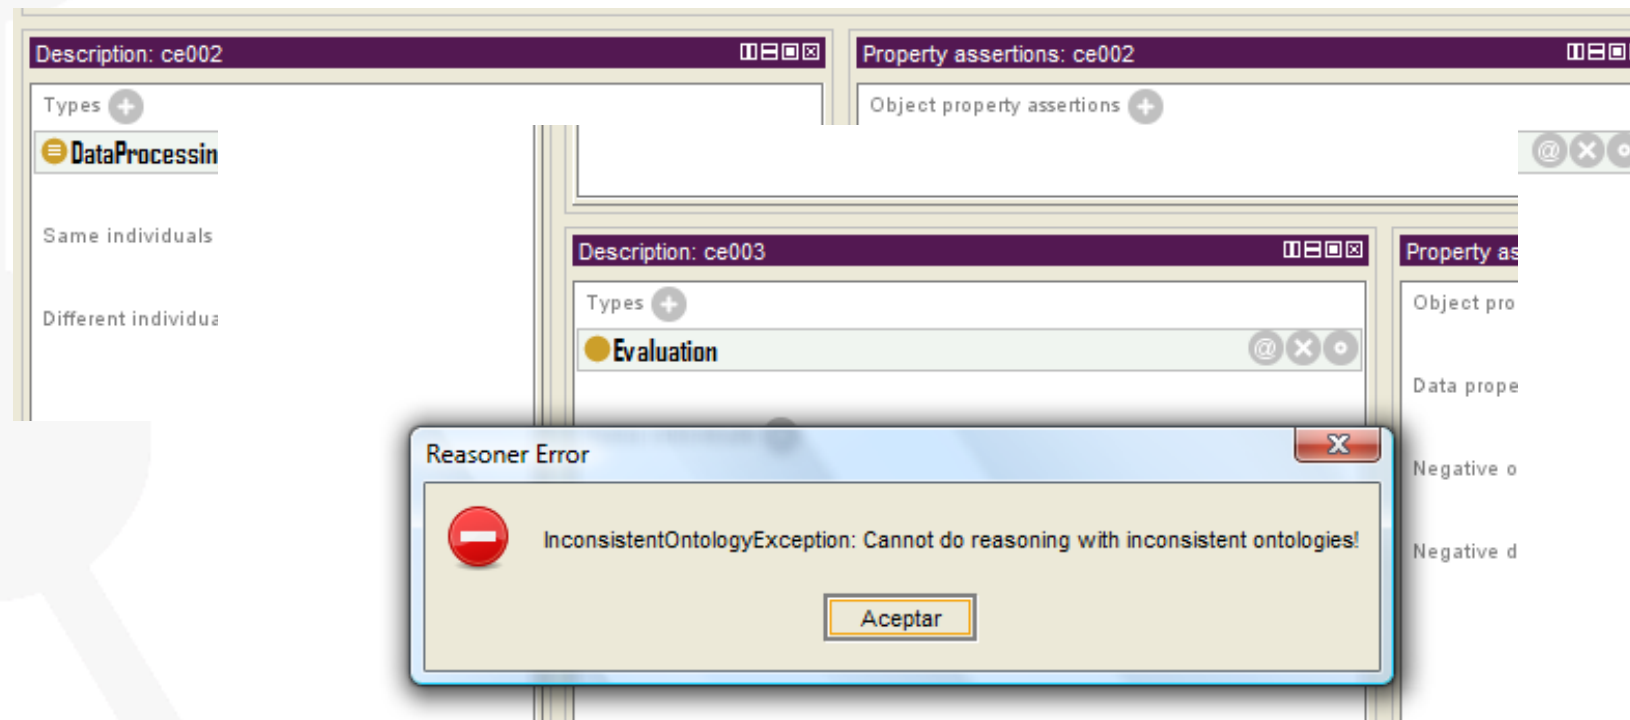 Description: ce002
Property assertions: ce002
Types
Object property assertions
DataProcessin
Same individuals
Different individua
Description: ce003
Property as
Types
Object pro
Evaluation
Data prope
Reasoner Error
Negative o
InconsistentOntologyException: Cannot do reasoning with inconsistent ontologies!
Negative d
Aceptar